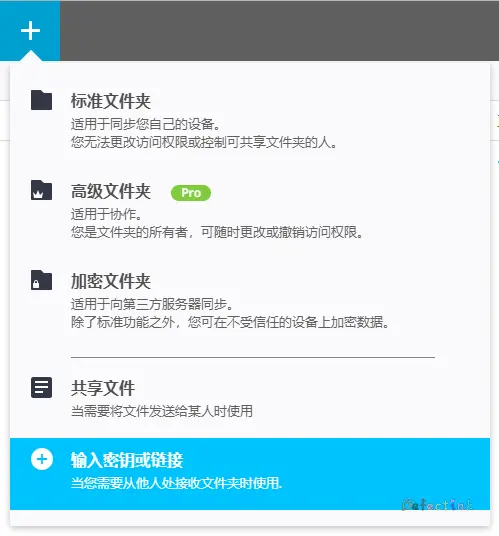 标准文件夹
适用于同步您自己的设备。
您无法更改访问权限或控制可共享文件夹的人。
高级文件夹 Pro
适用于协作。
您是文件夹的所有者，可随时更改或撤销访问权限。
加密文件夹
适用于向第三方服务器同步。
除了标准功能之外，您可在不受信任的设备上加密数据。
共享文件
当需要将文件发送给某人时使用
输入密钥或链接
当您需要从他人处接收文件夹时使用.